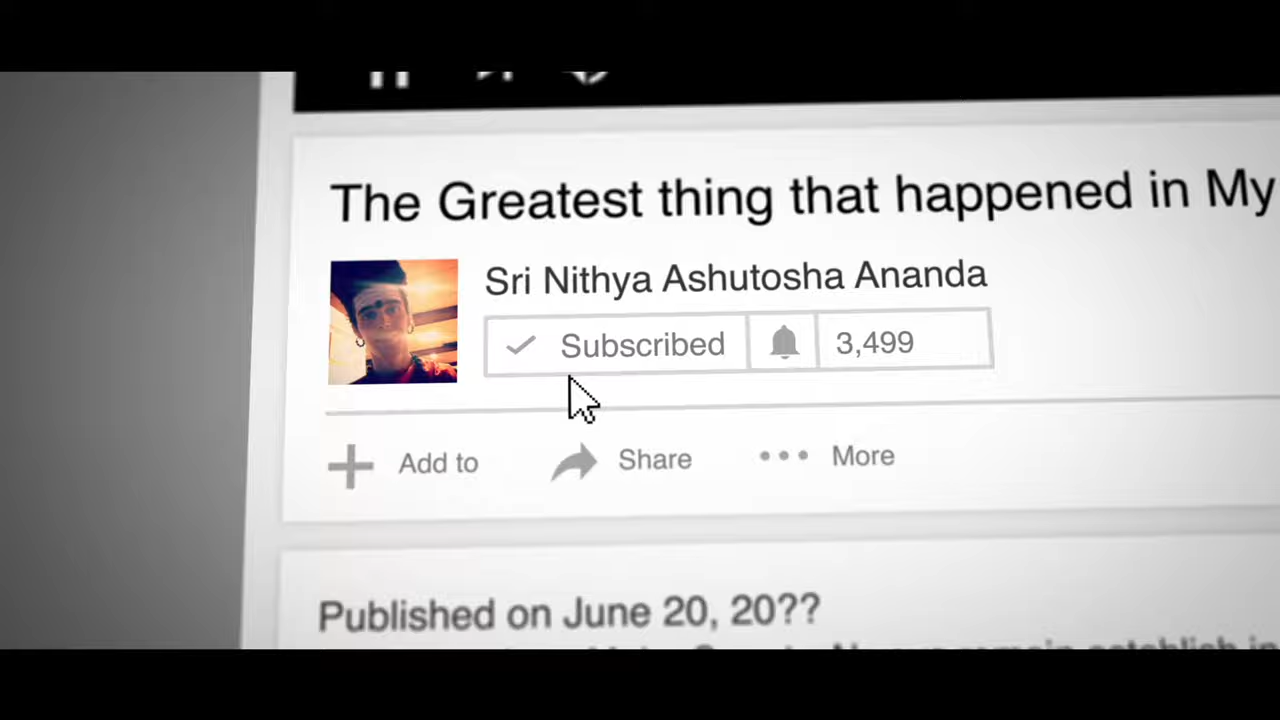 The Greatest thing that happened in My
Sri Nithya Ashutosha Ananda
Subscribed 3,499
Add to Share More
Published on June 20, 20??